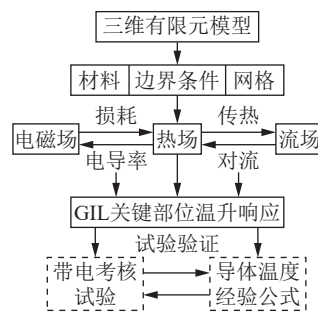 三维有限元模型
材料 边界条件 网格
损耗 传热
电磁场 热场 流场
电导率 对流
GIL关键部位温升响应
试验验证
带电考核 导体温度
试验 经验公式